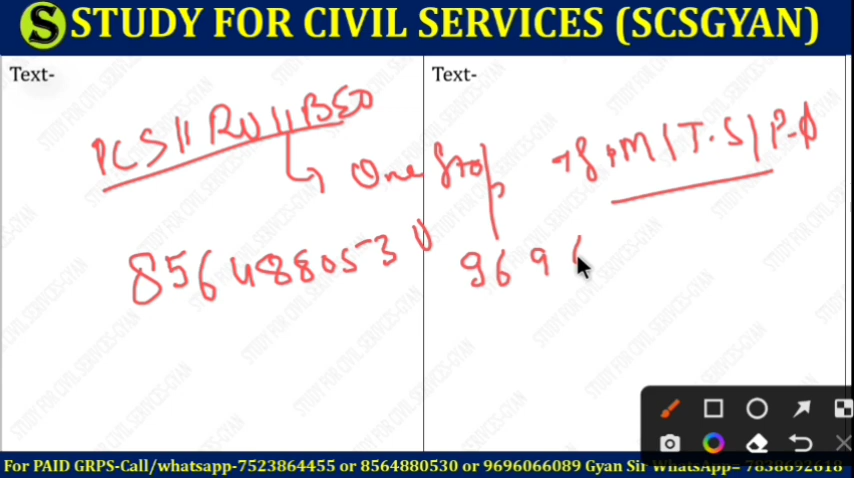 S STUDY FOR CIVIL SERVICES (SCSGYAN)
Text-
Text-
PCS || RO || BEO
One Stop
S.M / T.S / P-
8564880530
969
For PAID GRPS-Call/whatsapp-7523864455 or 8564880530 or 9696066089 Gyan Sir WhatsApp= 7838692618